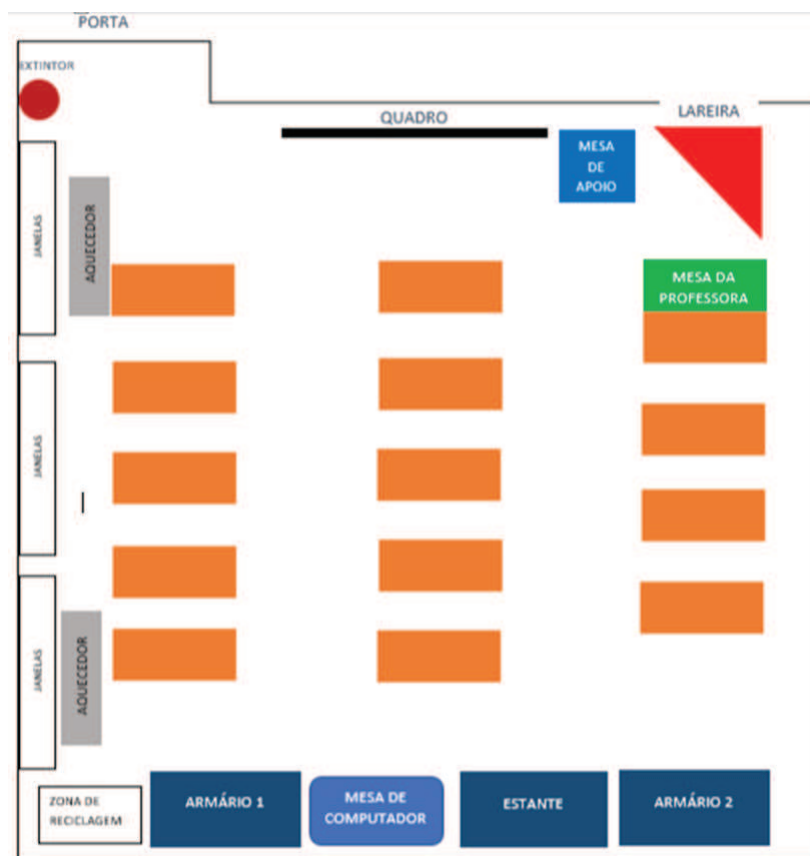 PORTA
EXTINTOR
QUADRO
LAREIRA
MESA
DE
APOIO
JANELAS
AQUECEDOR
MESA DA
PROFESSORA
JANELAS
JANELAS
AQUECEDOR
ZONA DE
RECICLAGEM
ARMÁRIO 1
MESA DE
COMPUTADOR
ESTANTE
ARMÁRIO 2